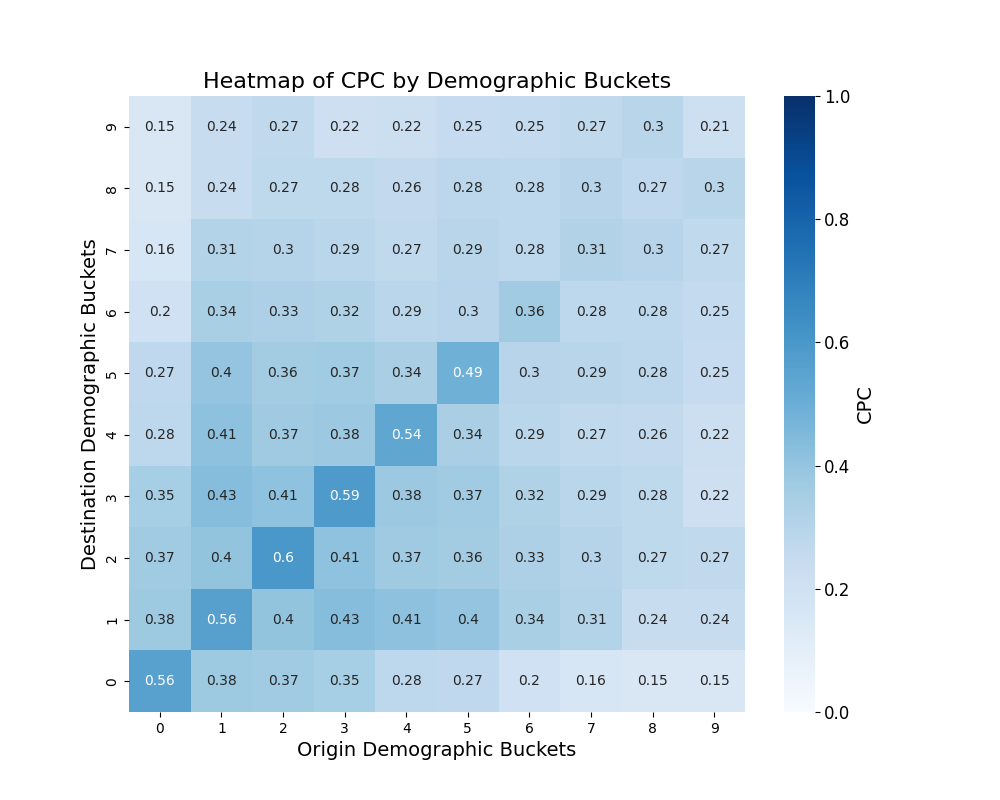 Heatmap of CPC by Demographic Buckets
9 0.15 0.24 0.27 0.22 0.22 0.25 0.25 0.27 0.3 0.21
8 0.15 0.24 0.27 0.28 0.26 0.28 0.28 0.3 0.27 0.3
7 0.16 0.31 0.3 0.29 0.27 0.29 0.28 0.31 0.3 0.27
6 0.2 0.34 0.33 0.32 0.29 0.3 0.36 0.28 0.28 0.25
5 0.27 0.4 0.36 0.37 0.34 0.49 0.3 0.29 0.28 0.25
4 0.28 0.41 0.37 0.38 0.54 0.34 0.29 0.27 0.26 0.22
3 0.35 0.43 0.41 0.59 0.38 0.37 0.32 0.29 0.28 0.22
2 0.37 0.4 0.6 0.41 0.37 0.36 0.33 0.3 0.27 0.27
1 0.38 0.56 0.4 0.43 0.41 0.4 0.34 0.31 0.24 0.24
0 0.56 0.38 0.37 0.35 0.28 0.27 0.2 0.16 0.15 0.15
0 1 2 3 4 5 6 7 8 9
Origin Demographic Buckets
Destination Demographic Buckets
1.0
0.8
0.6
0.4
0.2
0.0
CPC